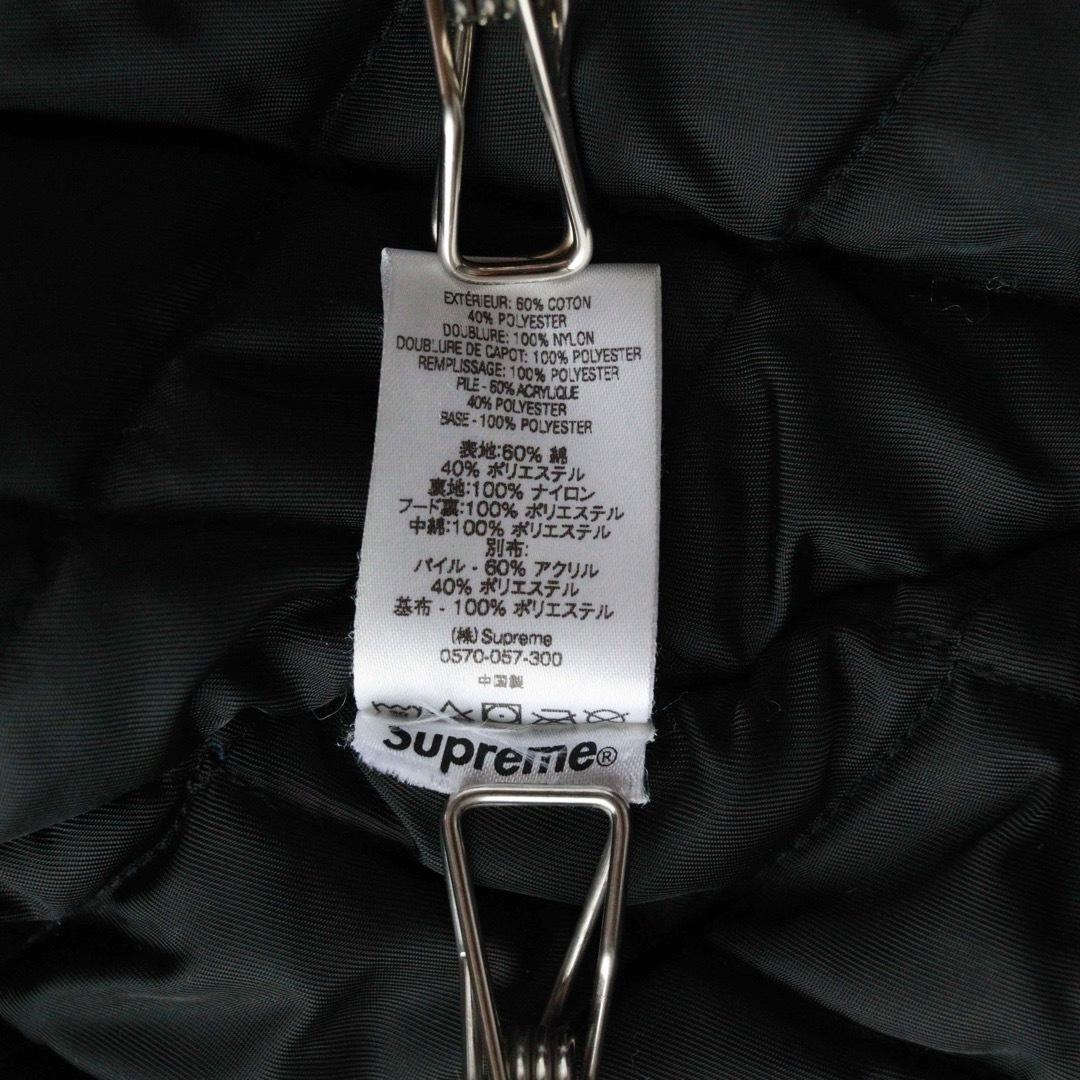 EXTÉRIEUR: 60% COTON
40% POLYESTER
DOUBLURE: 100% NYLON
DOUBLURE DE CAPOT: 100% POLYESTER
REMPLISSAGE: 100% POLYESTER
PILE - 60% ACRYLIQUE
40% POLYESTER
BASE - 100% POLYESTER
表地:60% 綿
40% ポリエステル
裏地:100% ナイロン
フード裏:100% ポリエステル
中綿:100% ポリエステル
別布:
パイル - 60% アクリル
40% ポリエステル
基布 - 100% ポリエステル
(株) Supreme
0570-057-300
中国製
Supreme®